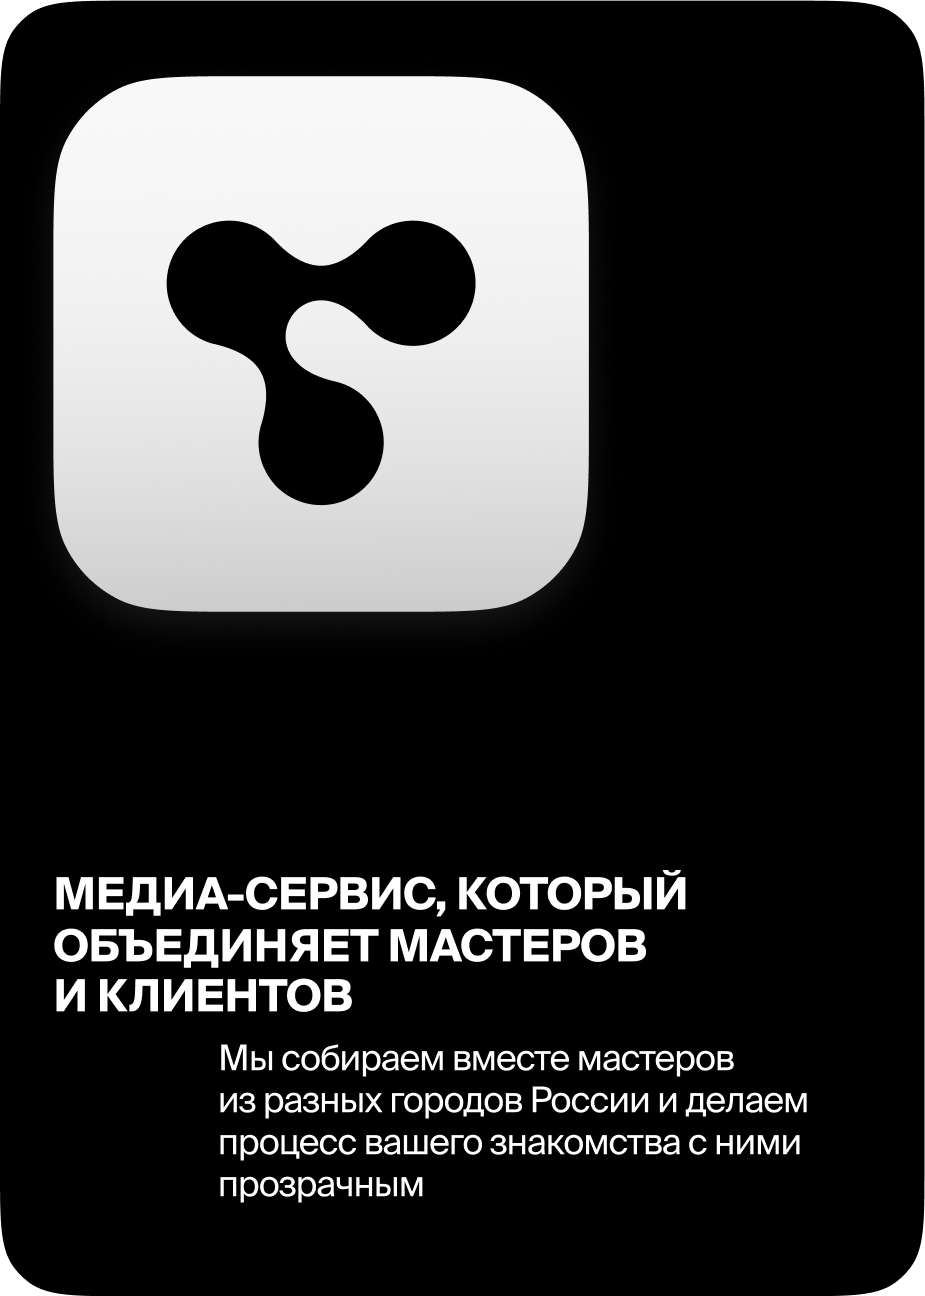 МЕДИА-СЕРВИС, КОТОРЫЙ
ОБЪЕДИНЯЕТ МАСТЕРОВ
И КЛИЕНТОВ
Мы собираем вместе мастеров
из разных городов России и делаем
процесс вашего знакомства с ними
прозрачным